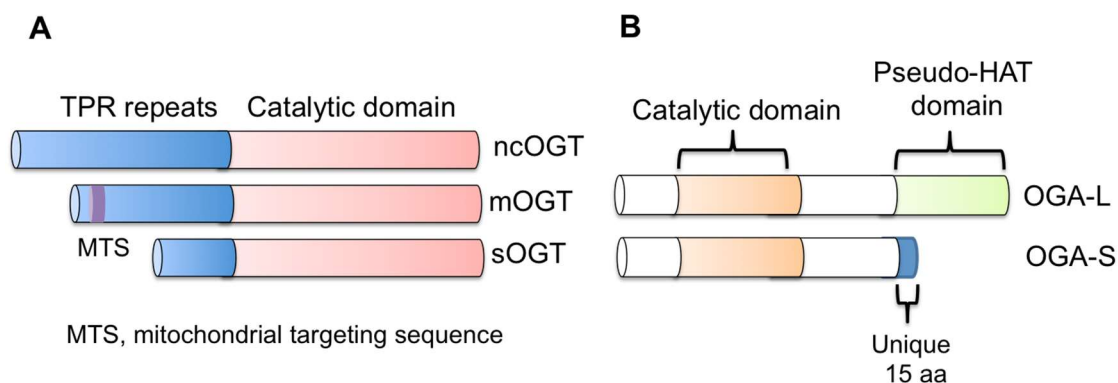 A
TPR repeats Catalytic domain
ncOGT
mOGT
MTS
sOGT
MTS, mitochondrial targeting sequence
B
Pseudo-HAT
domain
Catalytic domain
OGA-L
OGA-S
Unique
15 aa